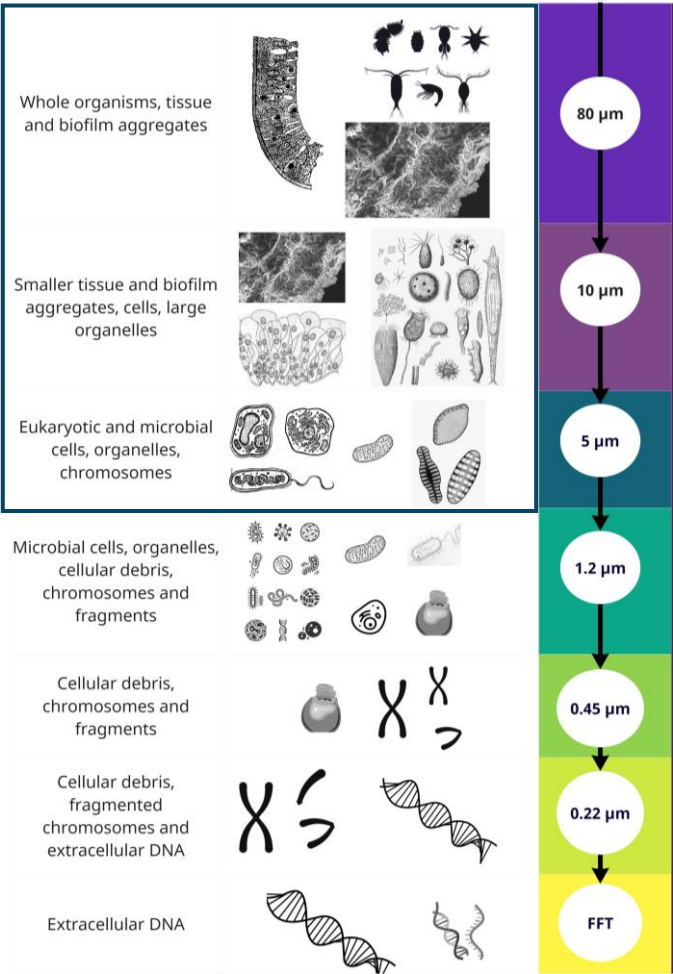 Whole organisms, tissue
and biofilm aggregates
80 µm
Smaller tissue and biofilm
aggregates, cells, large
organelles
10 µm
Eukaryotic and microbial
cells, organelles,
chromosomes
5 µm
Microbial cells, organelles,
cellular debris,
chromosomes and
fragments
1.2 µm
Cellular debris,
chromosomes and
fragments
0.45 µm
Cellular debris,
fragmented
chromosomes and
extracellular DNA
0.22 µm
Extracellular DNA
FFT